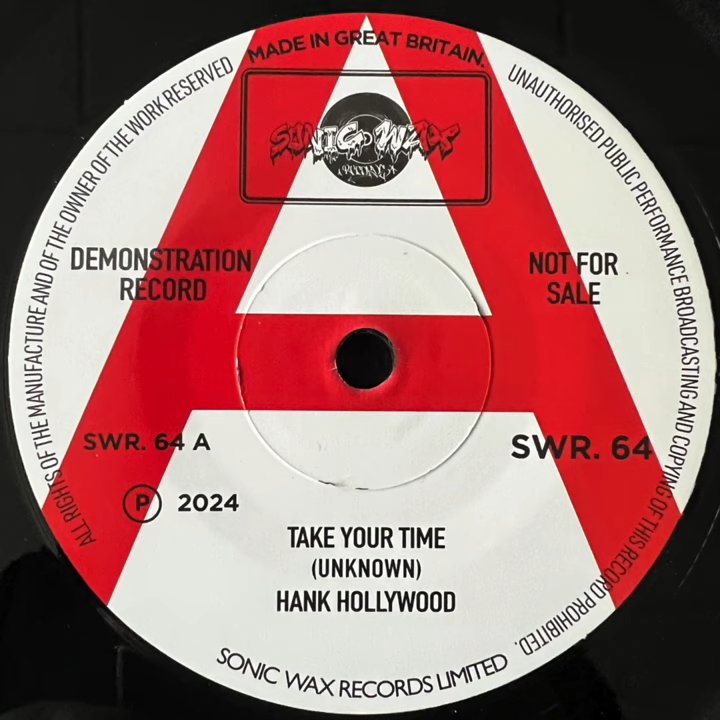 MADE IN GREAT BRITAIN.
SONIC WAX
RECORDS
ALL RIGHTS OF THE MANUFACTURE AND OF THE OWNER OF THE WORK RESERVED
UNAUTHORISED PUBLIC PERFORMANCE BROADCASTING AND COPYING OF THIS RECORD PROHIBITED.
DEMONSTRATION
RECORD
NOT FOR
SALE
A
SWR. 64 A
SWR. 64
P 2024
TAKE YOUR TIME
(UNKNOWN)
HANK HOLLYWOOD
SONIC WAX RECORDS LIMITED